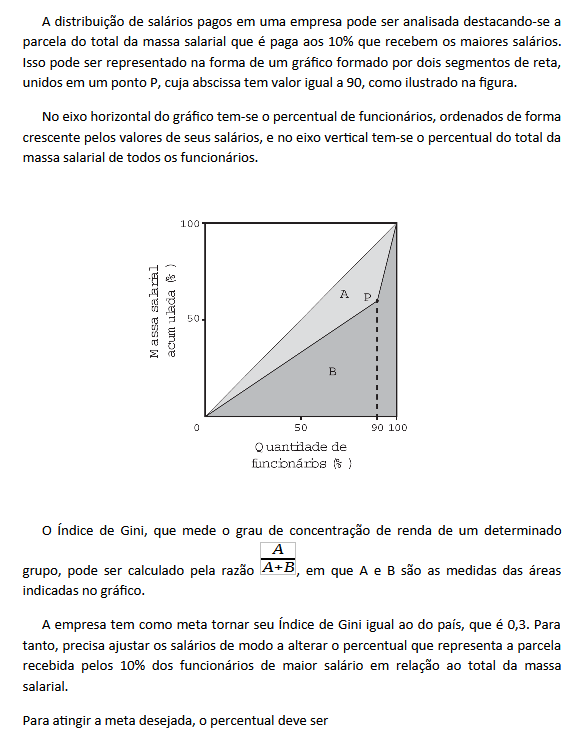 A distribuição de salários pagos em uma empresa pode ser analisada destacando-se a
parcela do total da massa salarial que é paga aos 10% que recebem os maiores salários.
Isso pode ser representado na forma de um gráfico formado por dois segmentos de reta,
unidos em um ponto P, cuja abscissa tem valor igual a 90, como ilustrado na figura.
No eixo horizontal do gráfico tem-se o percentual de funcionários, ordenados de forma
crescente pelos valores de seus salários, e no eixo vertical tem-se o percentual do total da
massa salarial de todos os funcionários.
100
Massa salarial
acumulada (% )
A
P
50
B
0
50
90 100
Quantilade de
funcionários (% )
O Índice de Gini, que mede o grau de concentração de renda de um determinado
grupo, pode ser calculado pela razão A/A+B, em que A e B são as medidas das áreas
indicadas no gráfico.
A empresa tem como meta tornar seu Índice de Gini igual ao do país, que é 0,3. Para
tanto, precisa ajustar os salários de modo a alterar o percentual que representa a parcela
recebida pelos 10% dos funcionários de maior salário em relação ao total da massa
salarial.
Para atingir a meta desejada, o percentual deve ser